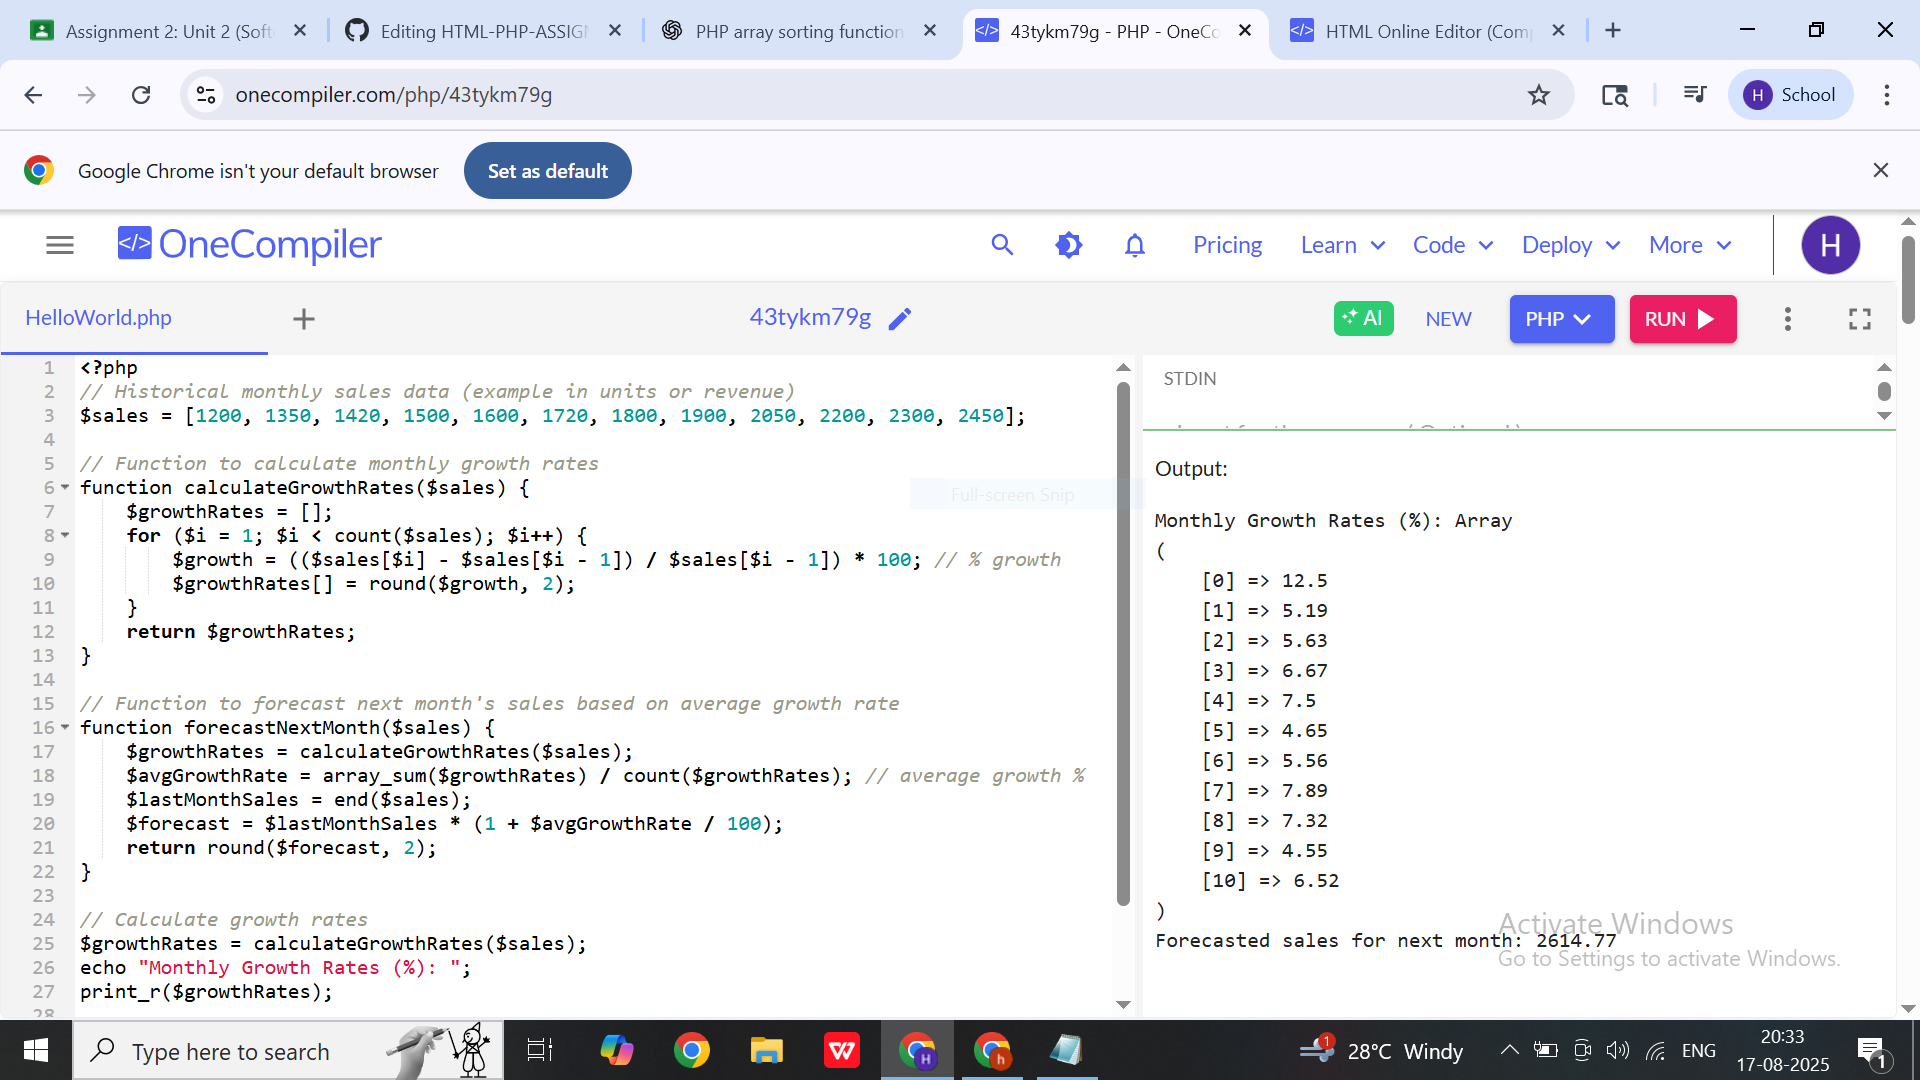 Assignment 2: Unit 2 (Soft
Editing HTML-PHP-ASSIGN
PHP array sorting function
43tykm79g - PHP - OneCo
HTML Online Editor (Com
onecompiler.com/php/43tykm79g
H School
Google Chrome isn't your default browser
Set as default
</> OneCompiler
Pricing
Learn
Code
Deploy
More
H
HelloWorld.php
43tykm79g
AI
NEW
PHP
RUN
1 <?php
2 // Historical monthly sales data (example in units or revenue)
3 $sales = [1200, 1350, 1420, 1500, 1600, 1720, 1800, 1900, 2050, 2200, 2300, 2450];
4
5 // Function to calculate monthly growth rates
6 function calculateGrowthRates($sales) {
7 $growthRates = [];
8 for ($i = 1; $i < count($sales); $i++) {
9 $growth = (($sales[$i] - $sales[$i - 1]) / $sales[$i - 1]) * 100; // % growth
10 $growthRates[] = round($growth, 2);
11 }
12 return $growthRates;
13 }
14
15 // Function to forecast next month's sales based on average growth rate
16 function forecastNextMonth($sales) {
17 $growthRates = calculateGrowthRates($sales);
18 $avgGrowthRate = array_sum($growthRates) / count($growthRates); // average growth %
19 $lastMonthSales = end($sales);
20 $forecast = $lastMonthSales * (1 + $avgGrowthRate / 100);
21 return round($forecast, 2);
22 }
23
24 // Calculate growth rates
25 $growthRates = calculateGrowthRates($sales);
26 echo "Monthly Growth Rates (%): ";
27 print_r($growthRates);
28
Full-screen Snip
STDIN
Output:
Monthly Growth Rates (%): Array
(
[0] => 12.5
[1] => 5.19
[2] => 5.63
[3] => 6.67
[4] => 7.5
[5] => 4.65
[6] => 5.56
[7] => 7.89
[8] => 7.32
[9] => 4.55
[10] => 6.52
)
Forecasted sales for next month: 2614.77
Activate Windows
Go to Settings to activate Windows.
Type here to search
W
H
h
1
28°C Windy
ENG
20:33
17-08-2025
1